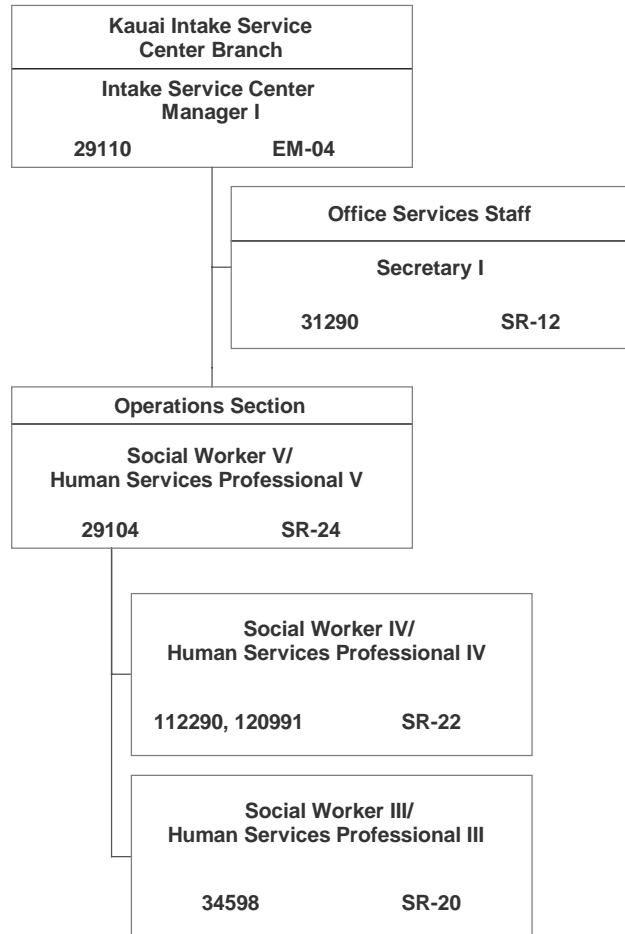 Kauai Intake Service
Center Branch
Intake Service Center
Manager I
29110 EM-04
Office Services Staff
Secretary I
31290 SR-12
Operations Section
Social Worker V/
Human Services Professional V
29104 SR-24
Social Worker IV/
Human Services Professional IV
112290, 120991 SR-22
Social Worker III/
Human Services Professional III
34598 SR-20